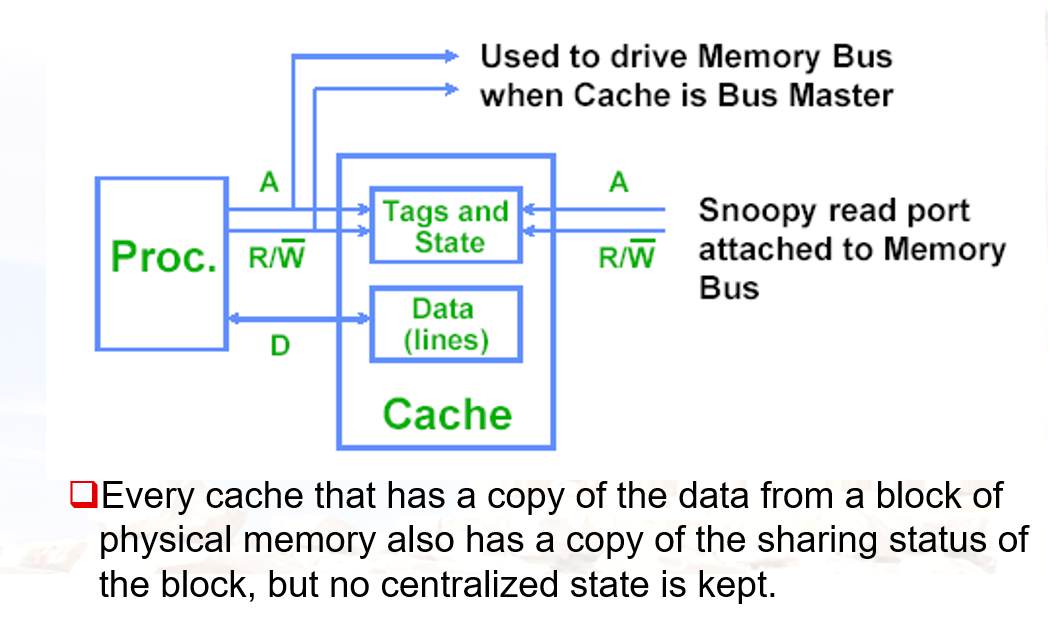 Used to drive Memory Bus
when Cache is Bus Master
A
A
Tags and
State
Snoopy read port
attached to Memory
Bus
Proc.
R/W̅
R/W̅
Data
(lines)
D
Cache
Every cache that has a copy of the data from a block of
physical memory also has a copy of the sharing status of
the block, but no centralized state is kept.